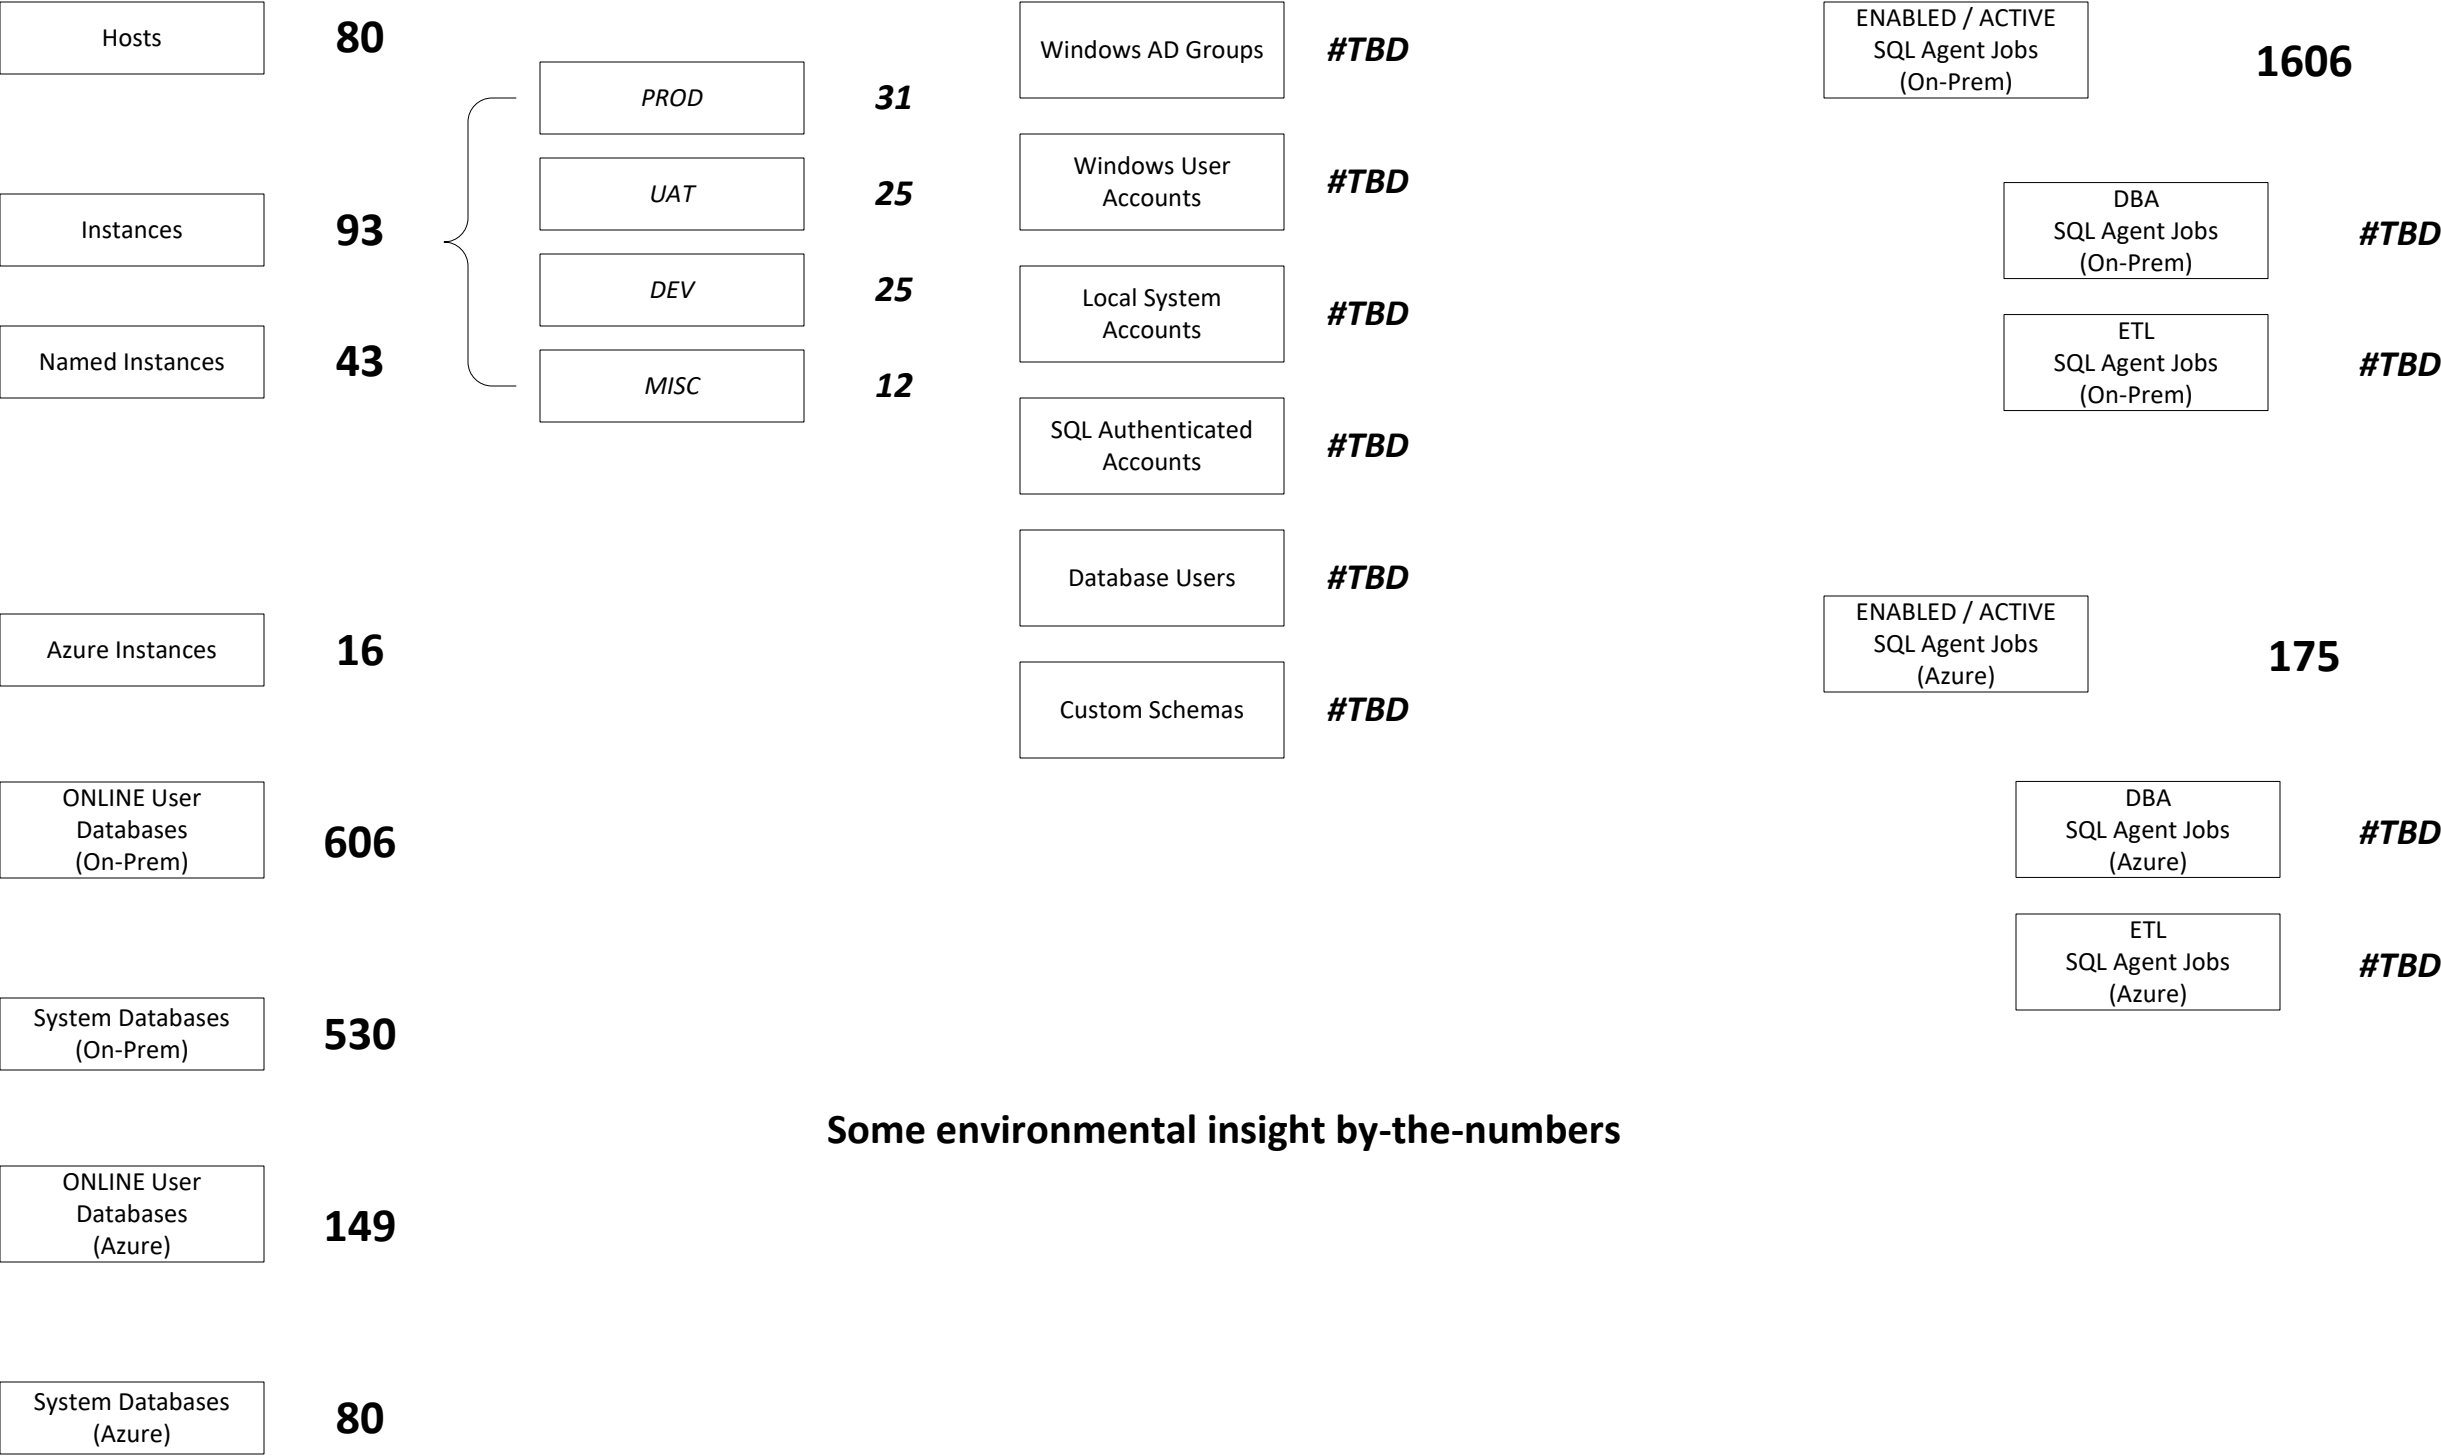 Hosts
80
Instances
93
Named Instances
43
PROD
31
UAT
25
DEV
25
MISC
12
Azure Instances
16
ONLINE User
Databases
(On-Prem)
606
System Databases
(On-Prem)
530
ONLINE User
Databases
(Azure)
149
System Databases
(Azure)
80
Windows AD Groups
#TBD
Windows User
Accounts
#TBD
Local System
Accounts
#TBD
SQL Authenticated
Accounts
#TBD
Database Users
#TBD
Custom Schemas
#TBD
Some environmental insight by-the-numbers
ENABLED / ACTIVE
SQL Agent Jobs
(On-Prem)
1606
DBA
SQL Agent Jobs
(On-Prem)
#TBD
ETL
SQL Agent Jobs
(On-Prem)
#TBD
ENABLED / ACTIVE
SQL Agent Jobs
(Azure)
175
DBA
SQL Agent Jobs
(Azure)
#TBD
ETL
SQL Agent Jobs
(Azure)
#TBD